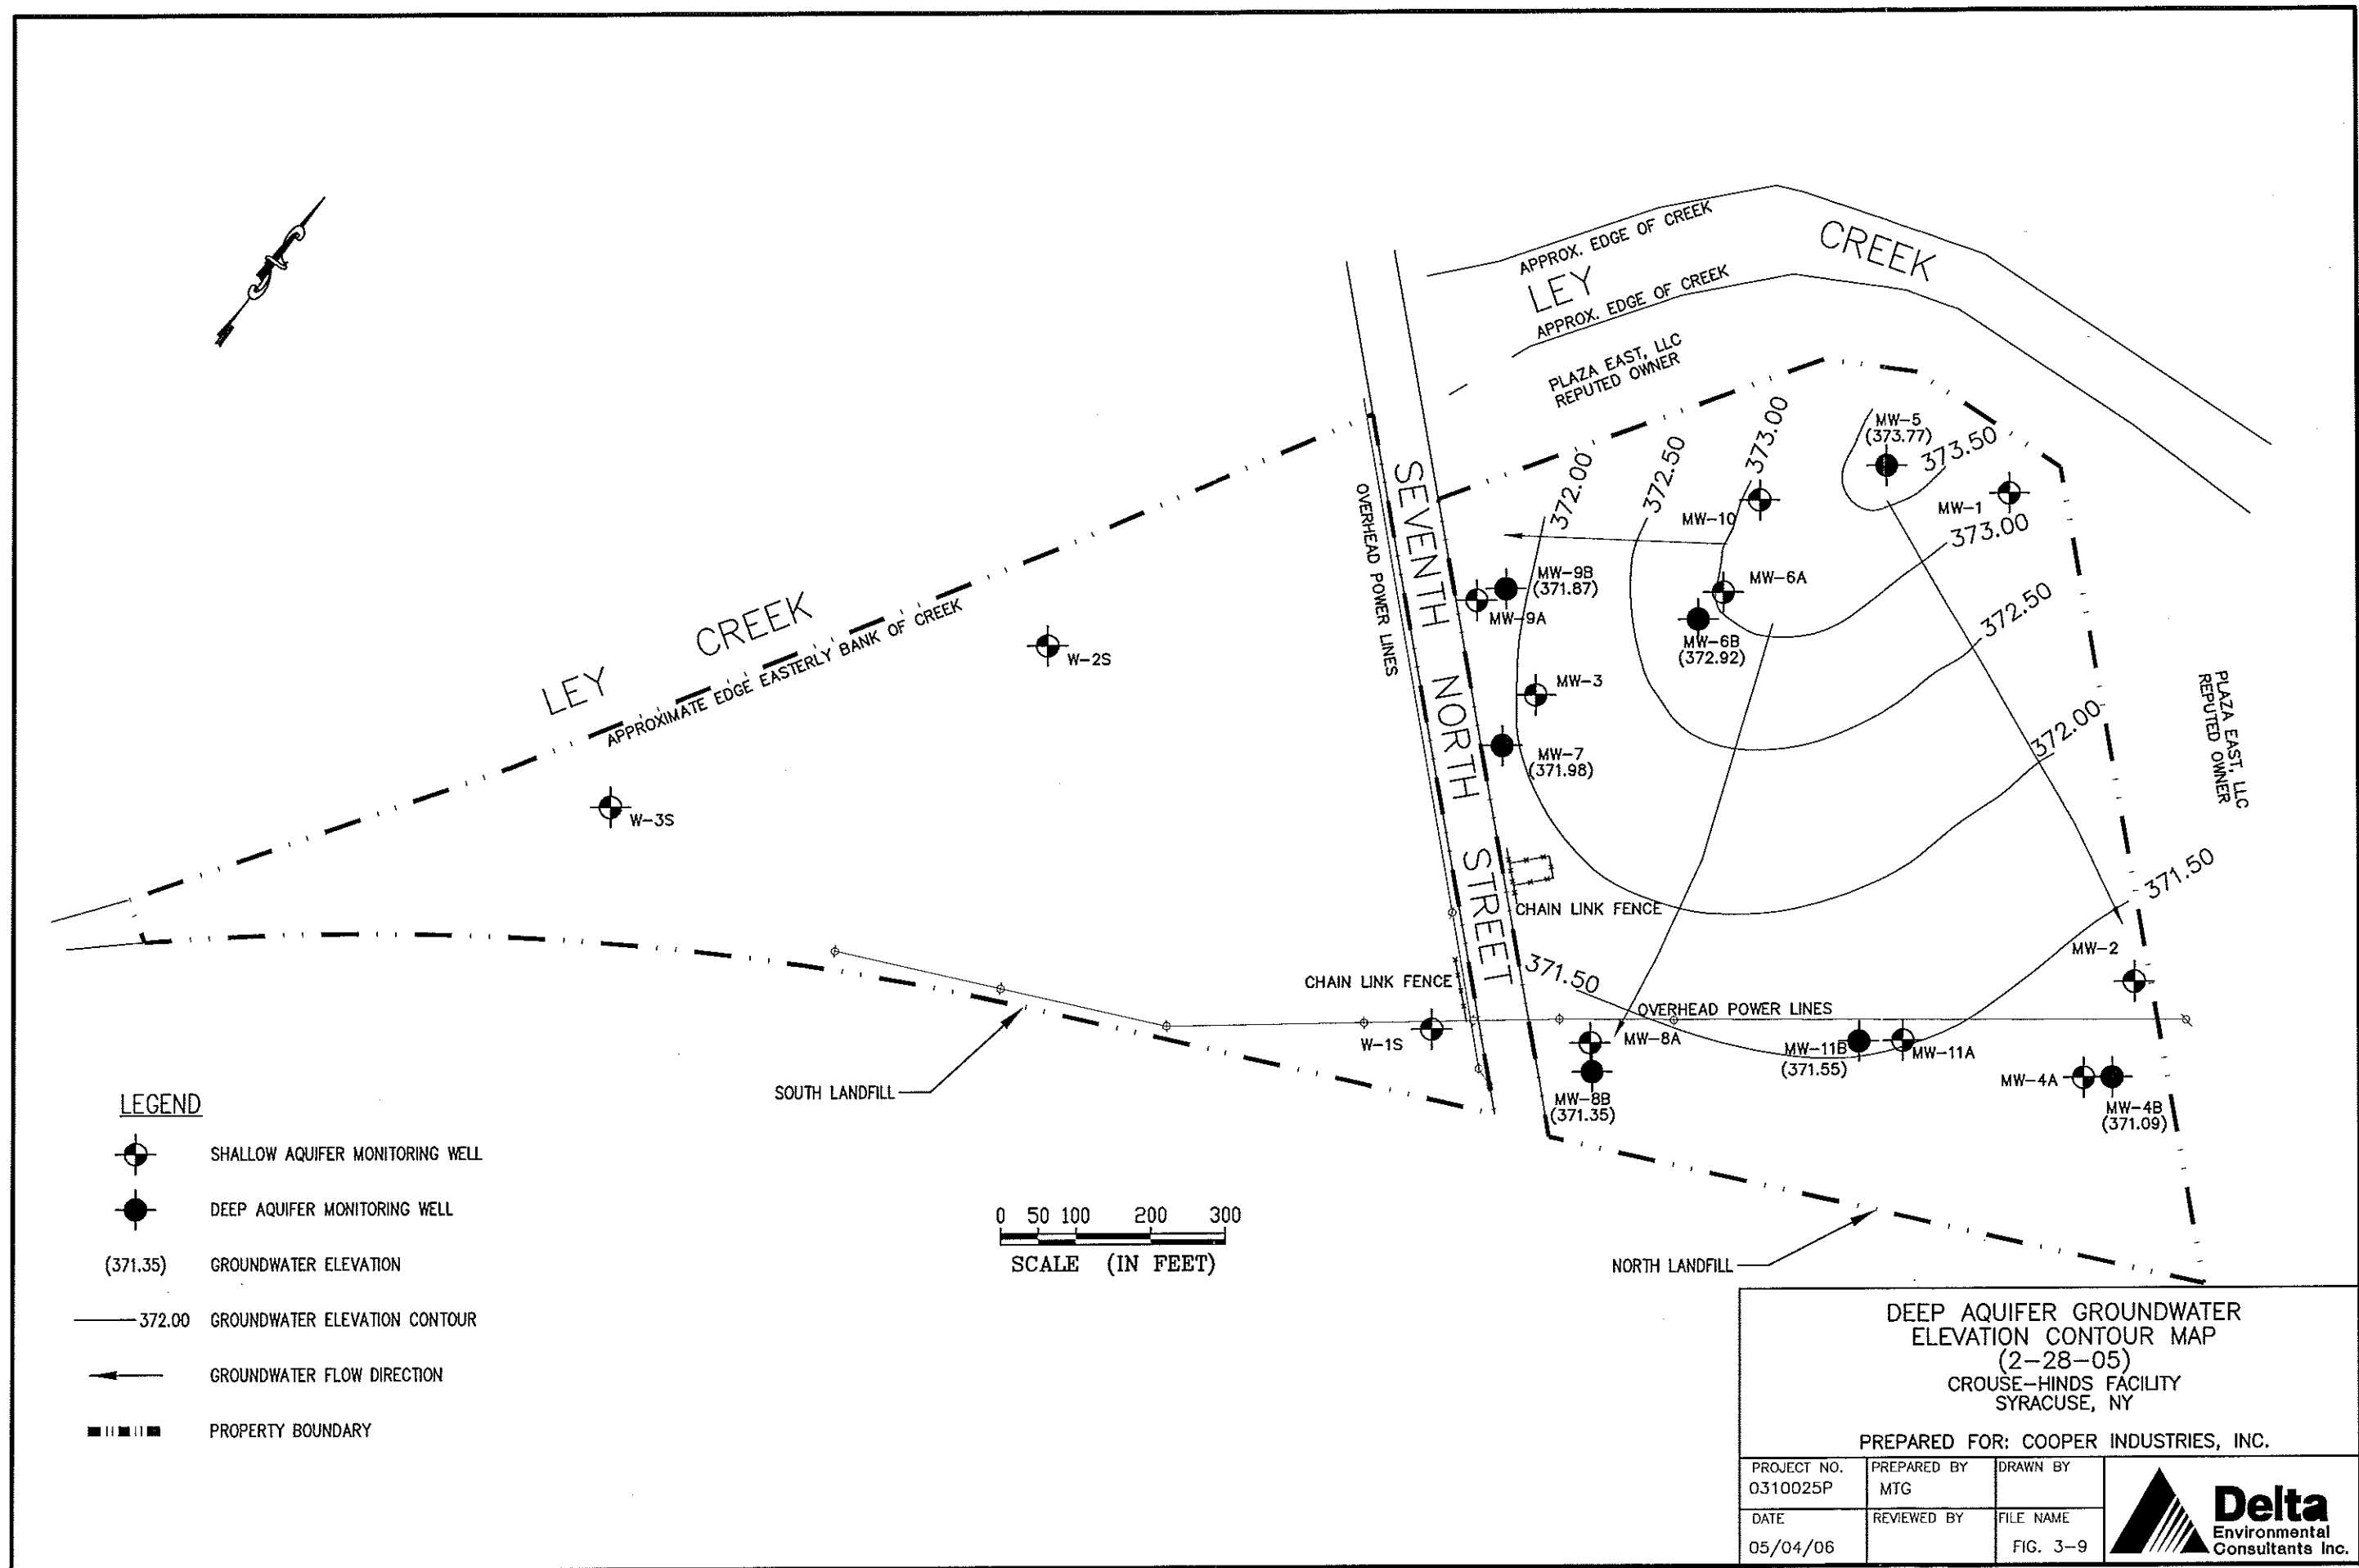 APPROX. EDGE OF CREEK
LEY
CREEK
APPROX. EDGE OF CREEK
PLAZA EAST, LLC
REPUTED OWNER
SEVENTH NORTH STREET
OVERHEAD POWER LINES
372.00
372.50
373.00
MW-5
(373.77)
373.50
MW-10
MW-1
373.00
MW-9B
(371.87)
MW-9A
MW-6A
MW-6B
(372.92)
372.50
MW-3
MW-7
(371.98)
372.00
PLAZA EAST, LLC
REPUTED OWNER
LEY
CREEK
APPROXIMATE EDGE EASTERLY BANK OF CREEK
W-2S
W-3S
CHAIN LINK FENCE
371.50
MW-2
CHAIN LINK FENCE
371.50
OVERHEAD POWER LINES
W-1S
MW-8A
MW-8B
(371.35)
MW-11B
(371.55)
MW-11A
MW-4A
MW-4B
(371.09)
SOUTH LANDFILL
NORTH LANDFILL
LEGEND
SHALLOW AQUIFER MONITORING WELL
DEEP AQUIFER MONITORING WELL
(371.35) GROUNDWATER ELEVATION
372.00 GROUNDWATER ELEVATION CONTOUR
GROUNDWATER FLOW DIRECTION
PROPERTY BOUNDARY
0 50 100 200 300
SCALE (IN FEET)
DEEP AQUIFER GROUNDWATER
ELEVATION CONTOUR MAP
(2-28-05)
CROUSE-HINDS FACILITY
SYRACUSE, NY
PREPARED FOR: COOPER INDUSTRIES, INC.
PROJECT NO. PREPARED BY DRAWN BY
0310025P MTG
DATE REVIEWED BY FILE NAME
05/04/06 FIG. 3-9
Delta
Environmental
Consultants Inc.